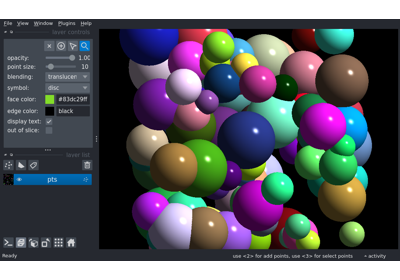 File View Window Plugins Help
layer controls
opacity: 1.00
point size: 10
blending: translucen
symbol: disc
face color: #83dc29ff
edge color: black
display text:
out of slice:
layer list
pts
Ready use <2> for add points, use <3> for select points activity